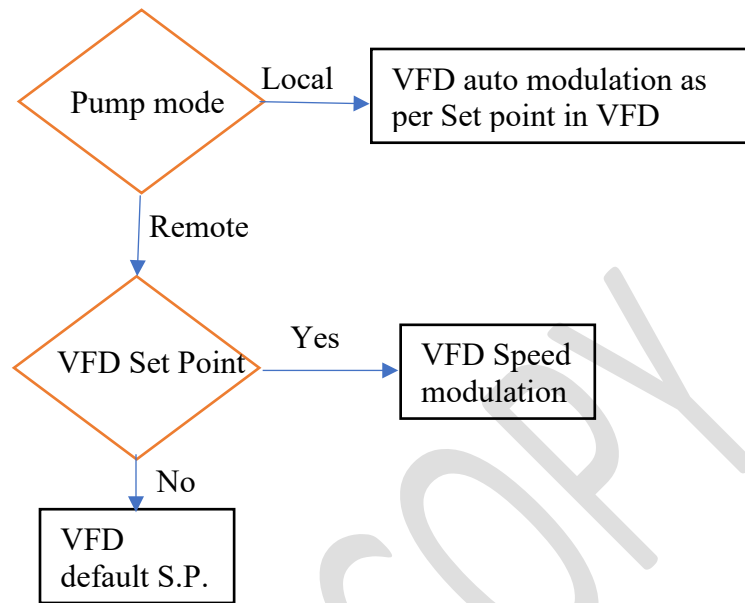 Pump mode
Local
VFD auto modulation as
per Set point in VFD
Remote
VFD Set Point
Yes
VFD Speed
modulation
No
VFD
default S.P.
COPY